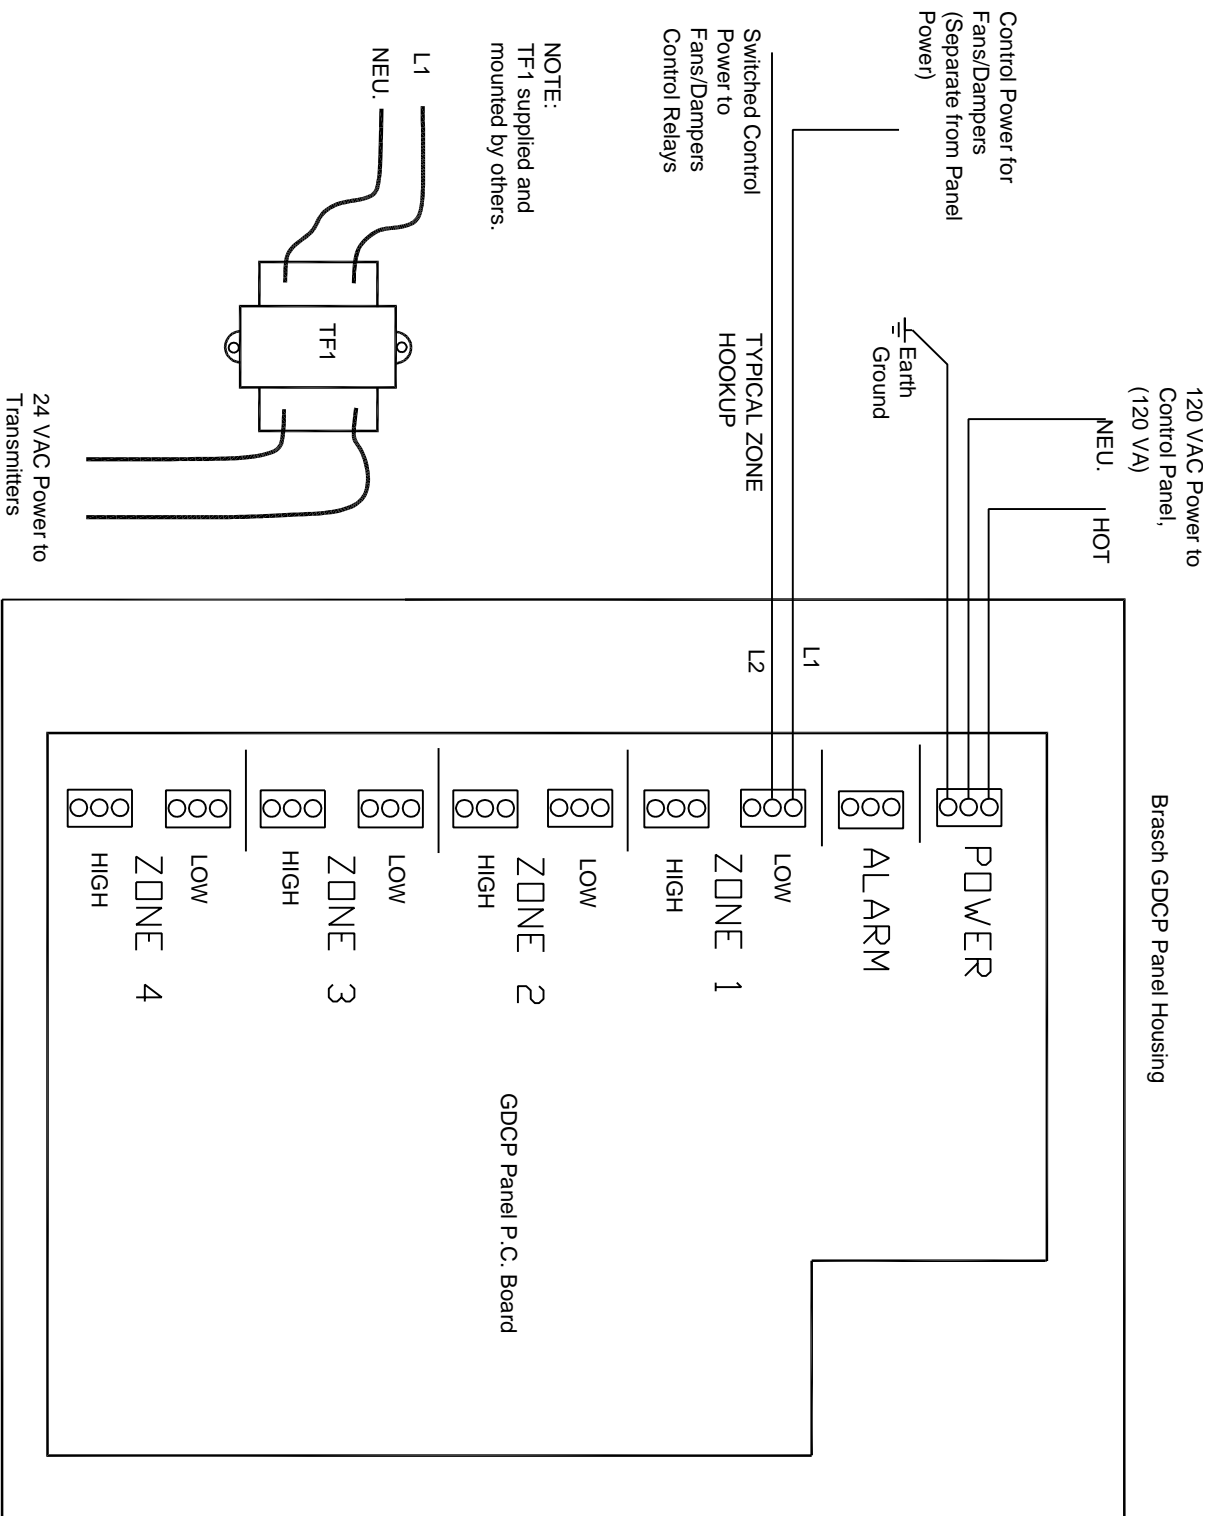 120 VAC Power to
Control Panel,
(120 VA)
NEU.
HOT
Brasch GDCP Panel Housing
Control Power for
Fans/Dampers
(Separate from Panel
Power)
Earth
Ground
POWER
ALARM
Switched Control
Power to
Fans/Dampers
Control Relays
TYPICAL ZONE
HOOKUP
L1
L2
LOW
ZONE 1
HIGH
LOW
ZONE 2
HIGH
LOW
ZONE 3
HIGH
LOW
ZONE 4
HIGH
GDCP Panel P.C. Board
NOTE:
TF1 supplied and
mounted by others.
L1
NEU.
TF1
24 VAC Power to
Transmitters